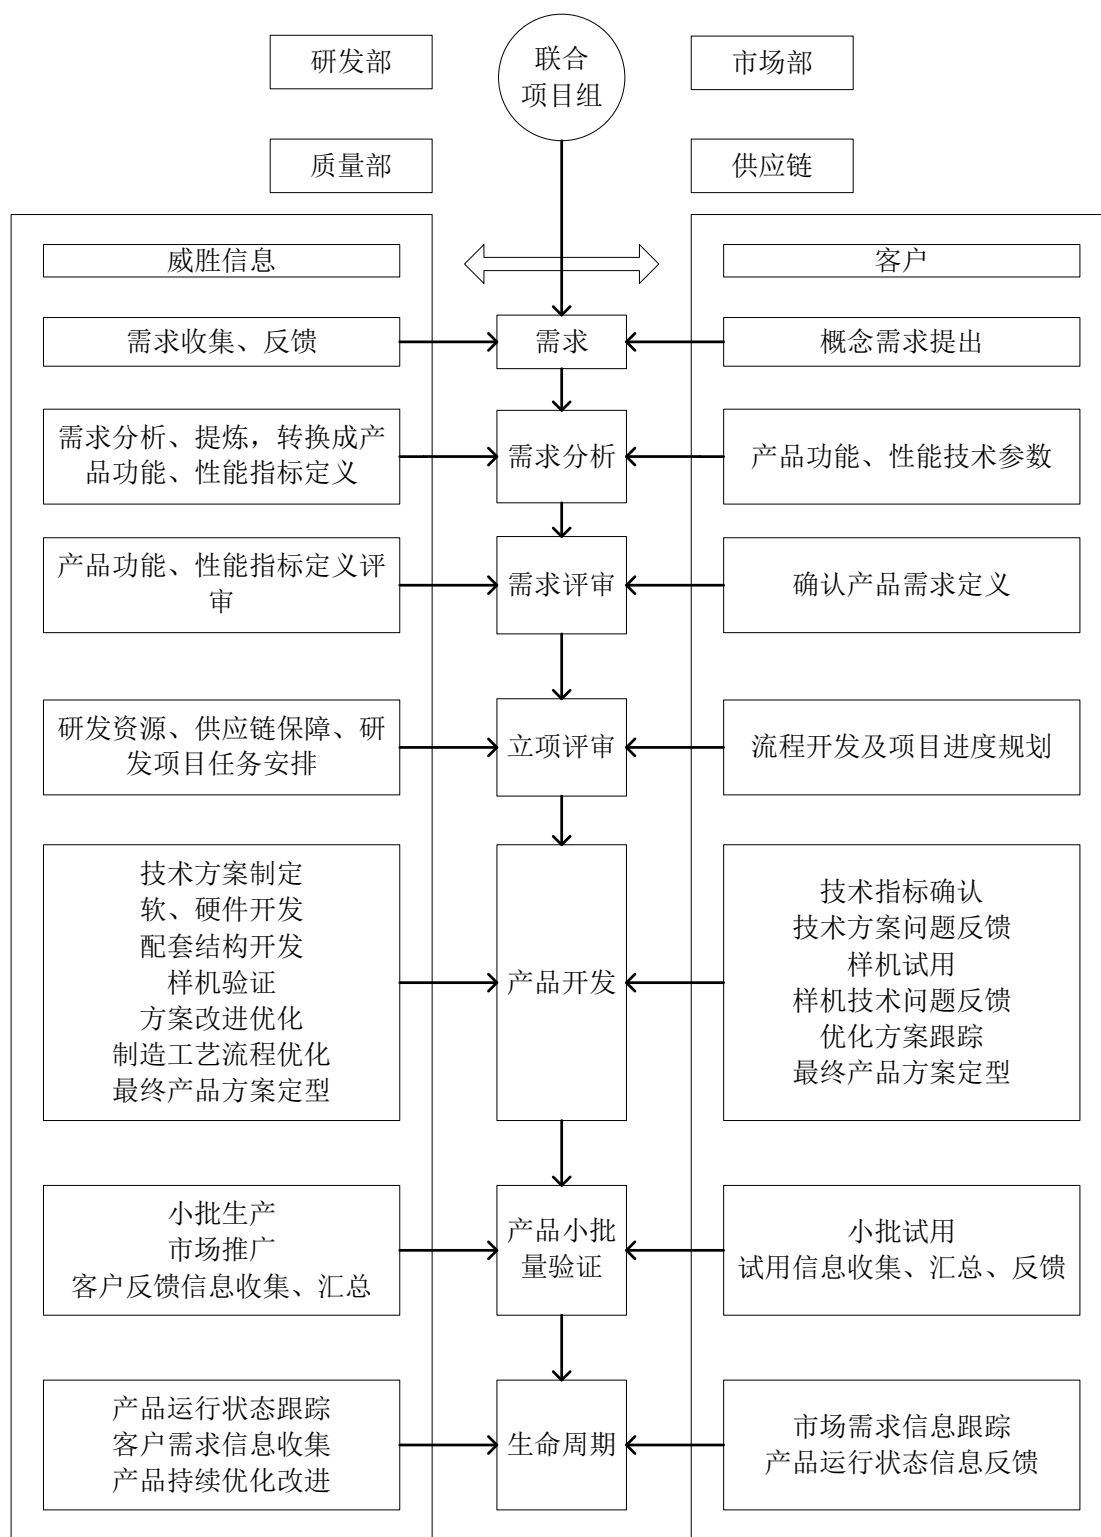 研发部
联合
项目组
市场部
质量部
供应链
威胜信息
客户
需求收集、反馈
需求
概念需求提出
需求分析、提炼，转换成产
品功能、性能指标定义
需求分析
产品功能、性能技术参数
产品功能、性能指标定义评
审
需求评审
确认产品需求定义
研发资源、供应链保障、研
发项目任务安排
立项评审
流程开发及项目进度规划
技术方案制定
软、硬件开发
配套结构开发
样机验证
方案改进优化
制造工艺流程优化
最终产品方案定型
产品开发
技术指标确认
技术方案问题反馈
样机试用
样机技术问题反馈
优化方案跟踪
最终产品方案定型
小批生产
市场推广
客户反馈信息收集、汇总
产品小批
量验证
小批试用
试用信息收集、汇总、反馈
产品运行状态跟踪
客户需求信息收集
产品持续优化改进
生命周期
市场需求信息跟踪
产品运行状态信息反馈